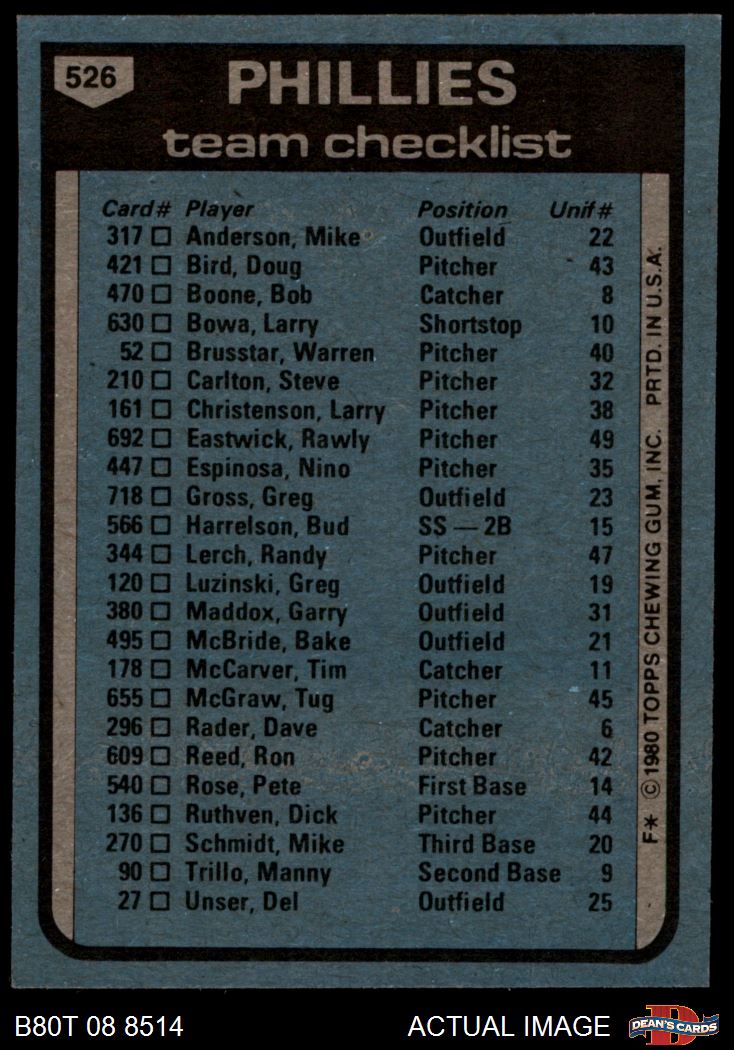 526
PHILLIES
team checklist
Card# Player Position Unif#
317 Anderson, Mike Outfield 22
421 Bird, Doug Pitcher 43
470 Boone, Bob Catcher 8
630 Bowa, Larry Shortstop 10
52 Brusstar, Warren Pitcher 40
210 Carlton, Steve Pitcher 32
161 Christenson, Larry Pitcher 38
692 Eastwick, Rawly Pitcher 49
447 Espinosa, Nino Pitcher 35
718 Gross, Greg Outfield 23
566 Harrelson, Bud SS — 2B 15
344 Lerch, Randy Pitcher 47
120 Luzinski, Greg Outfield 19
380 Maddox, Garry Outfield 31
495 McBride, Bake Outfield 21
178 McCarver, Tim Catcher 11
655 McGraw, Tug Pitcher 45
296 Rader, Dave Catcher 6
609 Reed, Ron Pitcher 42
540 Rose, Pete First Base 14
136 Ruthven, Dick Pitcher 44
270 Schmidt, Mike Third Base 20
90 Trillo, Manny Second Base 9
27 Unser, Del Outfield 25
F* ©1980 TOPPS CHEWING GUM, INC. PRTD. IN U.S.A.
B80T 08 8514 ACTUAL IMAGE
DEAN'S CARDS